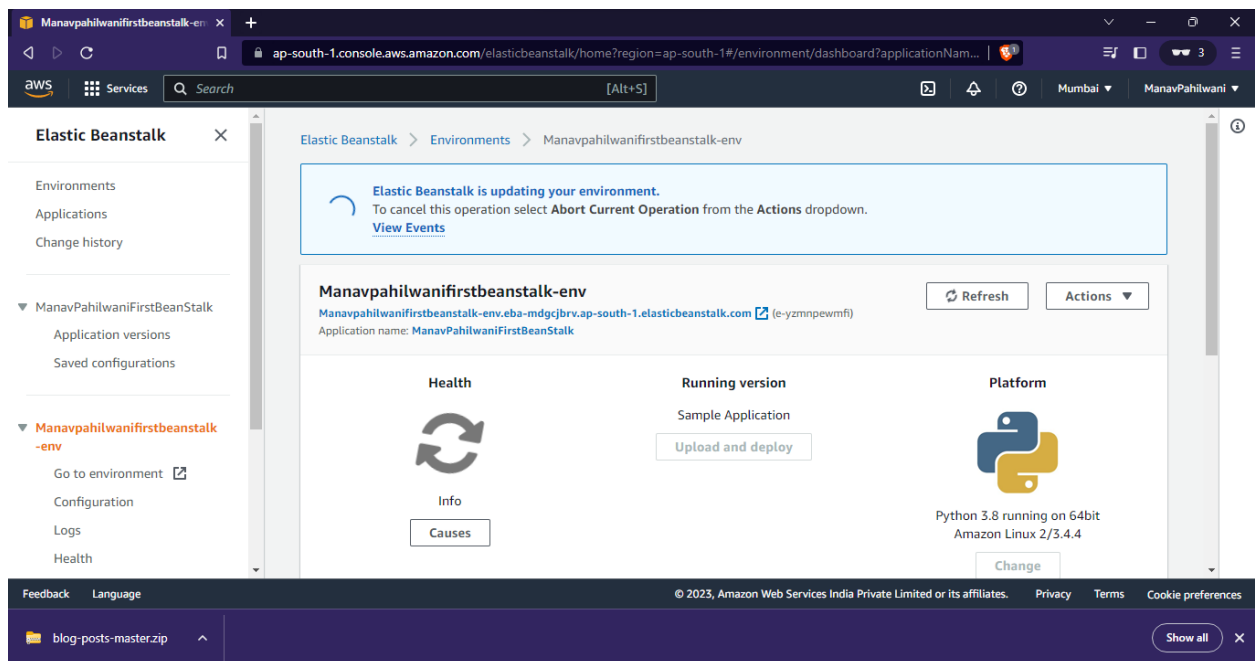 Manavpahilwanifirstbeanstalk-en
ap-south-1.console.aws.amazon.com/elasticbeanstalk/home?region=ap-south-1#/environment/dashboard?applicationNam...
1
3
aws
Services
Search
[Alt+S]
Mumbai
ManavPahilwani
Elastic Beanstalk
Environments
Applications
Change history
ManavPahilwaniFirstBeanStalk
Application versions
Saved configurations
Manavpahilwanifirstbeanstalk
-env
Go to environment
Configuration
Logs
Health
Elastic Beanstalk > Environments > Manavpahilwanifirstbeanstalk-env
Elastic Beanstalk is updating your environment.
To cancel this operation select Abort Current Operation from the Actions dropdown.
View Events
Manavpahilwanifirstbeanstalk-env
Manavpahilwanifirstbeanstalk-env.eba-mdgcjbrv.ap-south-1.elasticbeanstalk.com (e-yzmnpewmfi)
Application name: ManavPahilwaniFirstBeanStalk
Refresh
Actions
Health
Info
Causes
Running version
Sample Application
Upload and deploy
Platform
Python 3.8 running on 64bit
Amazon Linux 2/3.4.4
Change
Feedback
Language
© 2023, Amazon Web Services India Private Limited or its affiliates.
Privacy
Terms
Cookie preferences
blog-posts-master.zip
Show all